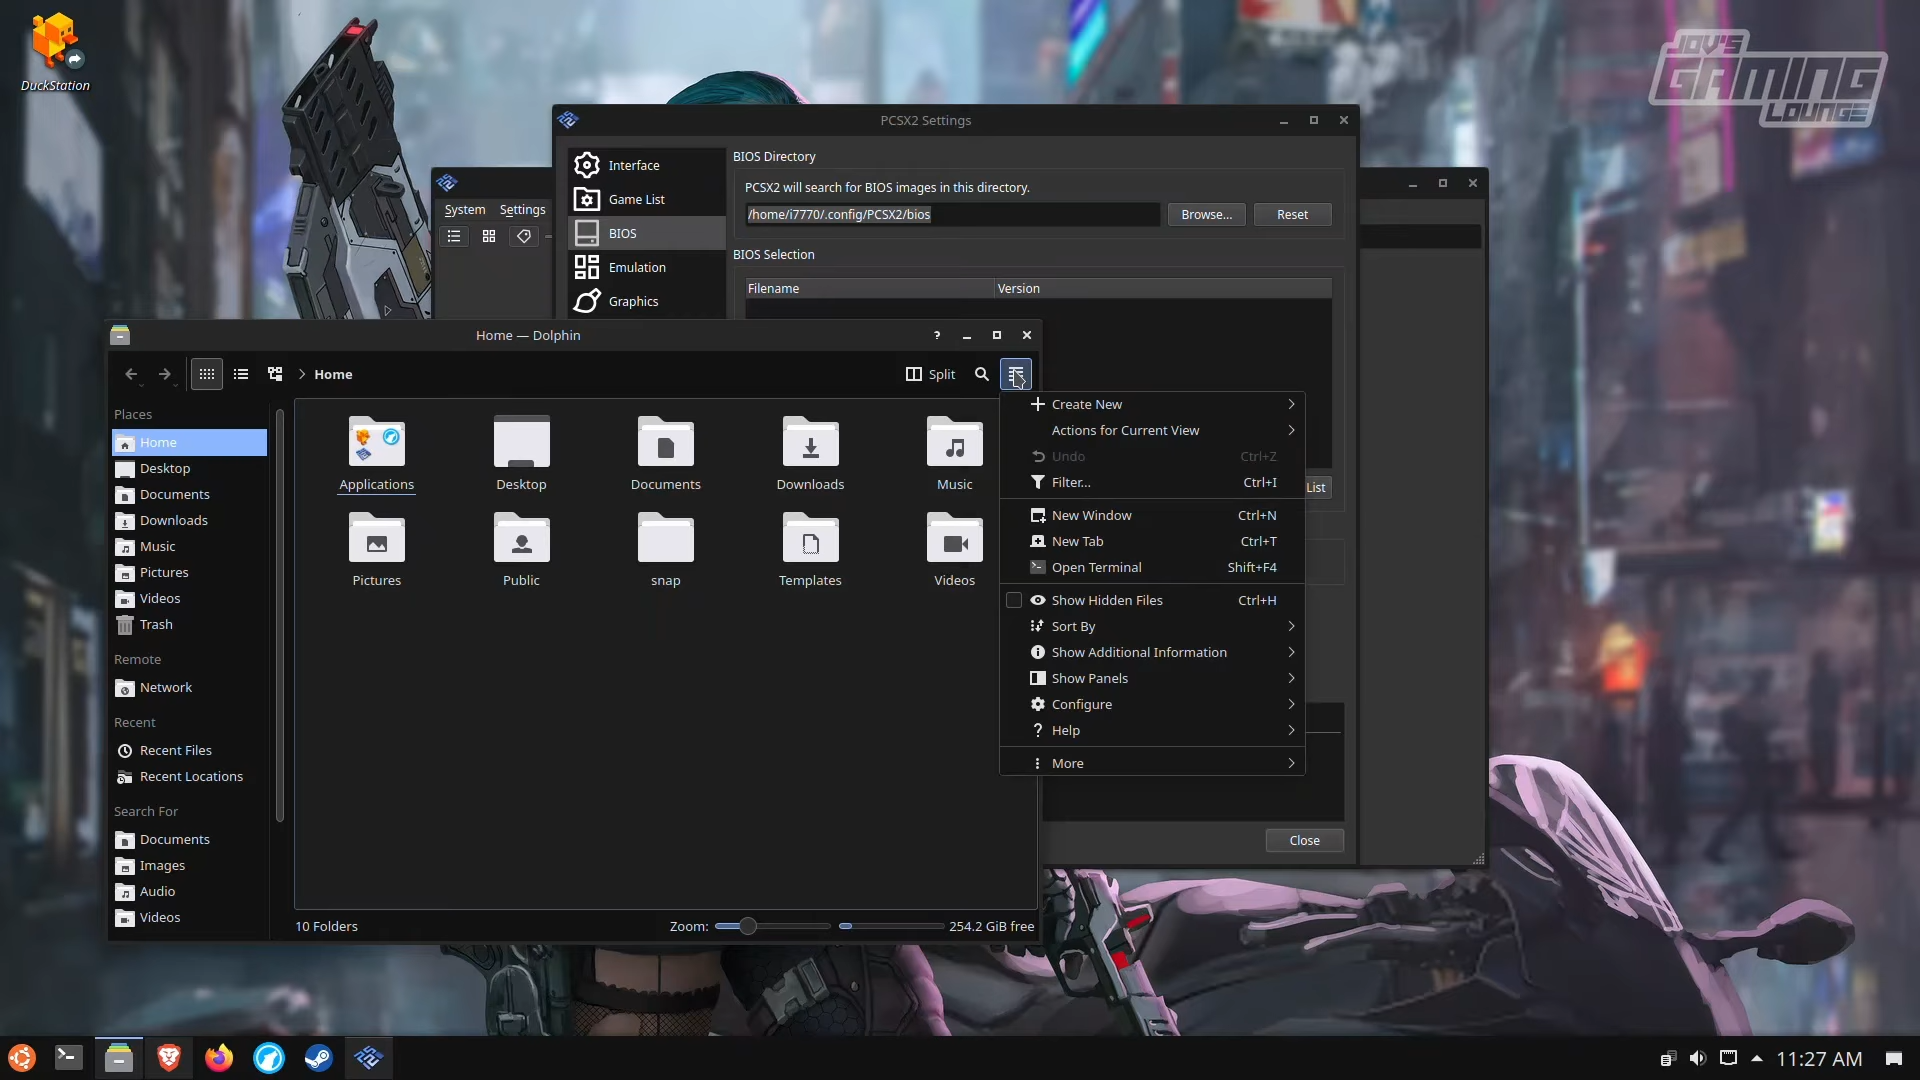 DuckStation
JOV'S
GAMING
LOUNGE
PCSX2 Settings
Interface
Game List
BIOS
Emulation
Graphics
BIOS Directory
PCSX2 will search for BIOS images in this directory.
/home/i7770/.config/PCSX2/bios
Browse...
Reset
BIOS Selection
Filename
Version
List
Close
System
Settings
Home — Dolphin
Home
Split
Places
Home
Desktop
Documents
Downloads
Music
Pictures
Videos
Trash
Remote
Network
Recent
Recent Files
Recent Locations
Search For
Documents
Images
Audio
Videos
Applications
Desktop
Documents
Downloads
Music
Pictures
Public
snap
Templates
Videos
10 Folders
Zoom:
254.2 GiB free
Create New
Actions for Current View
Undo Ctrl+Z
Filter... Ctrl+I
New Window Ctrl+N
New Tab Ctrl+T
Open Terminal Shift+F4
Show Hidden Files Ctrl+H
Sort By
Show Additional Information
Show Panels
Configure
Help
More
11:27 AM